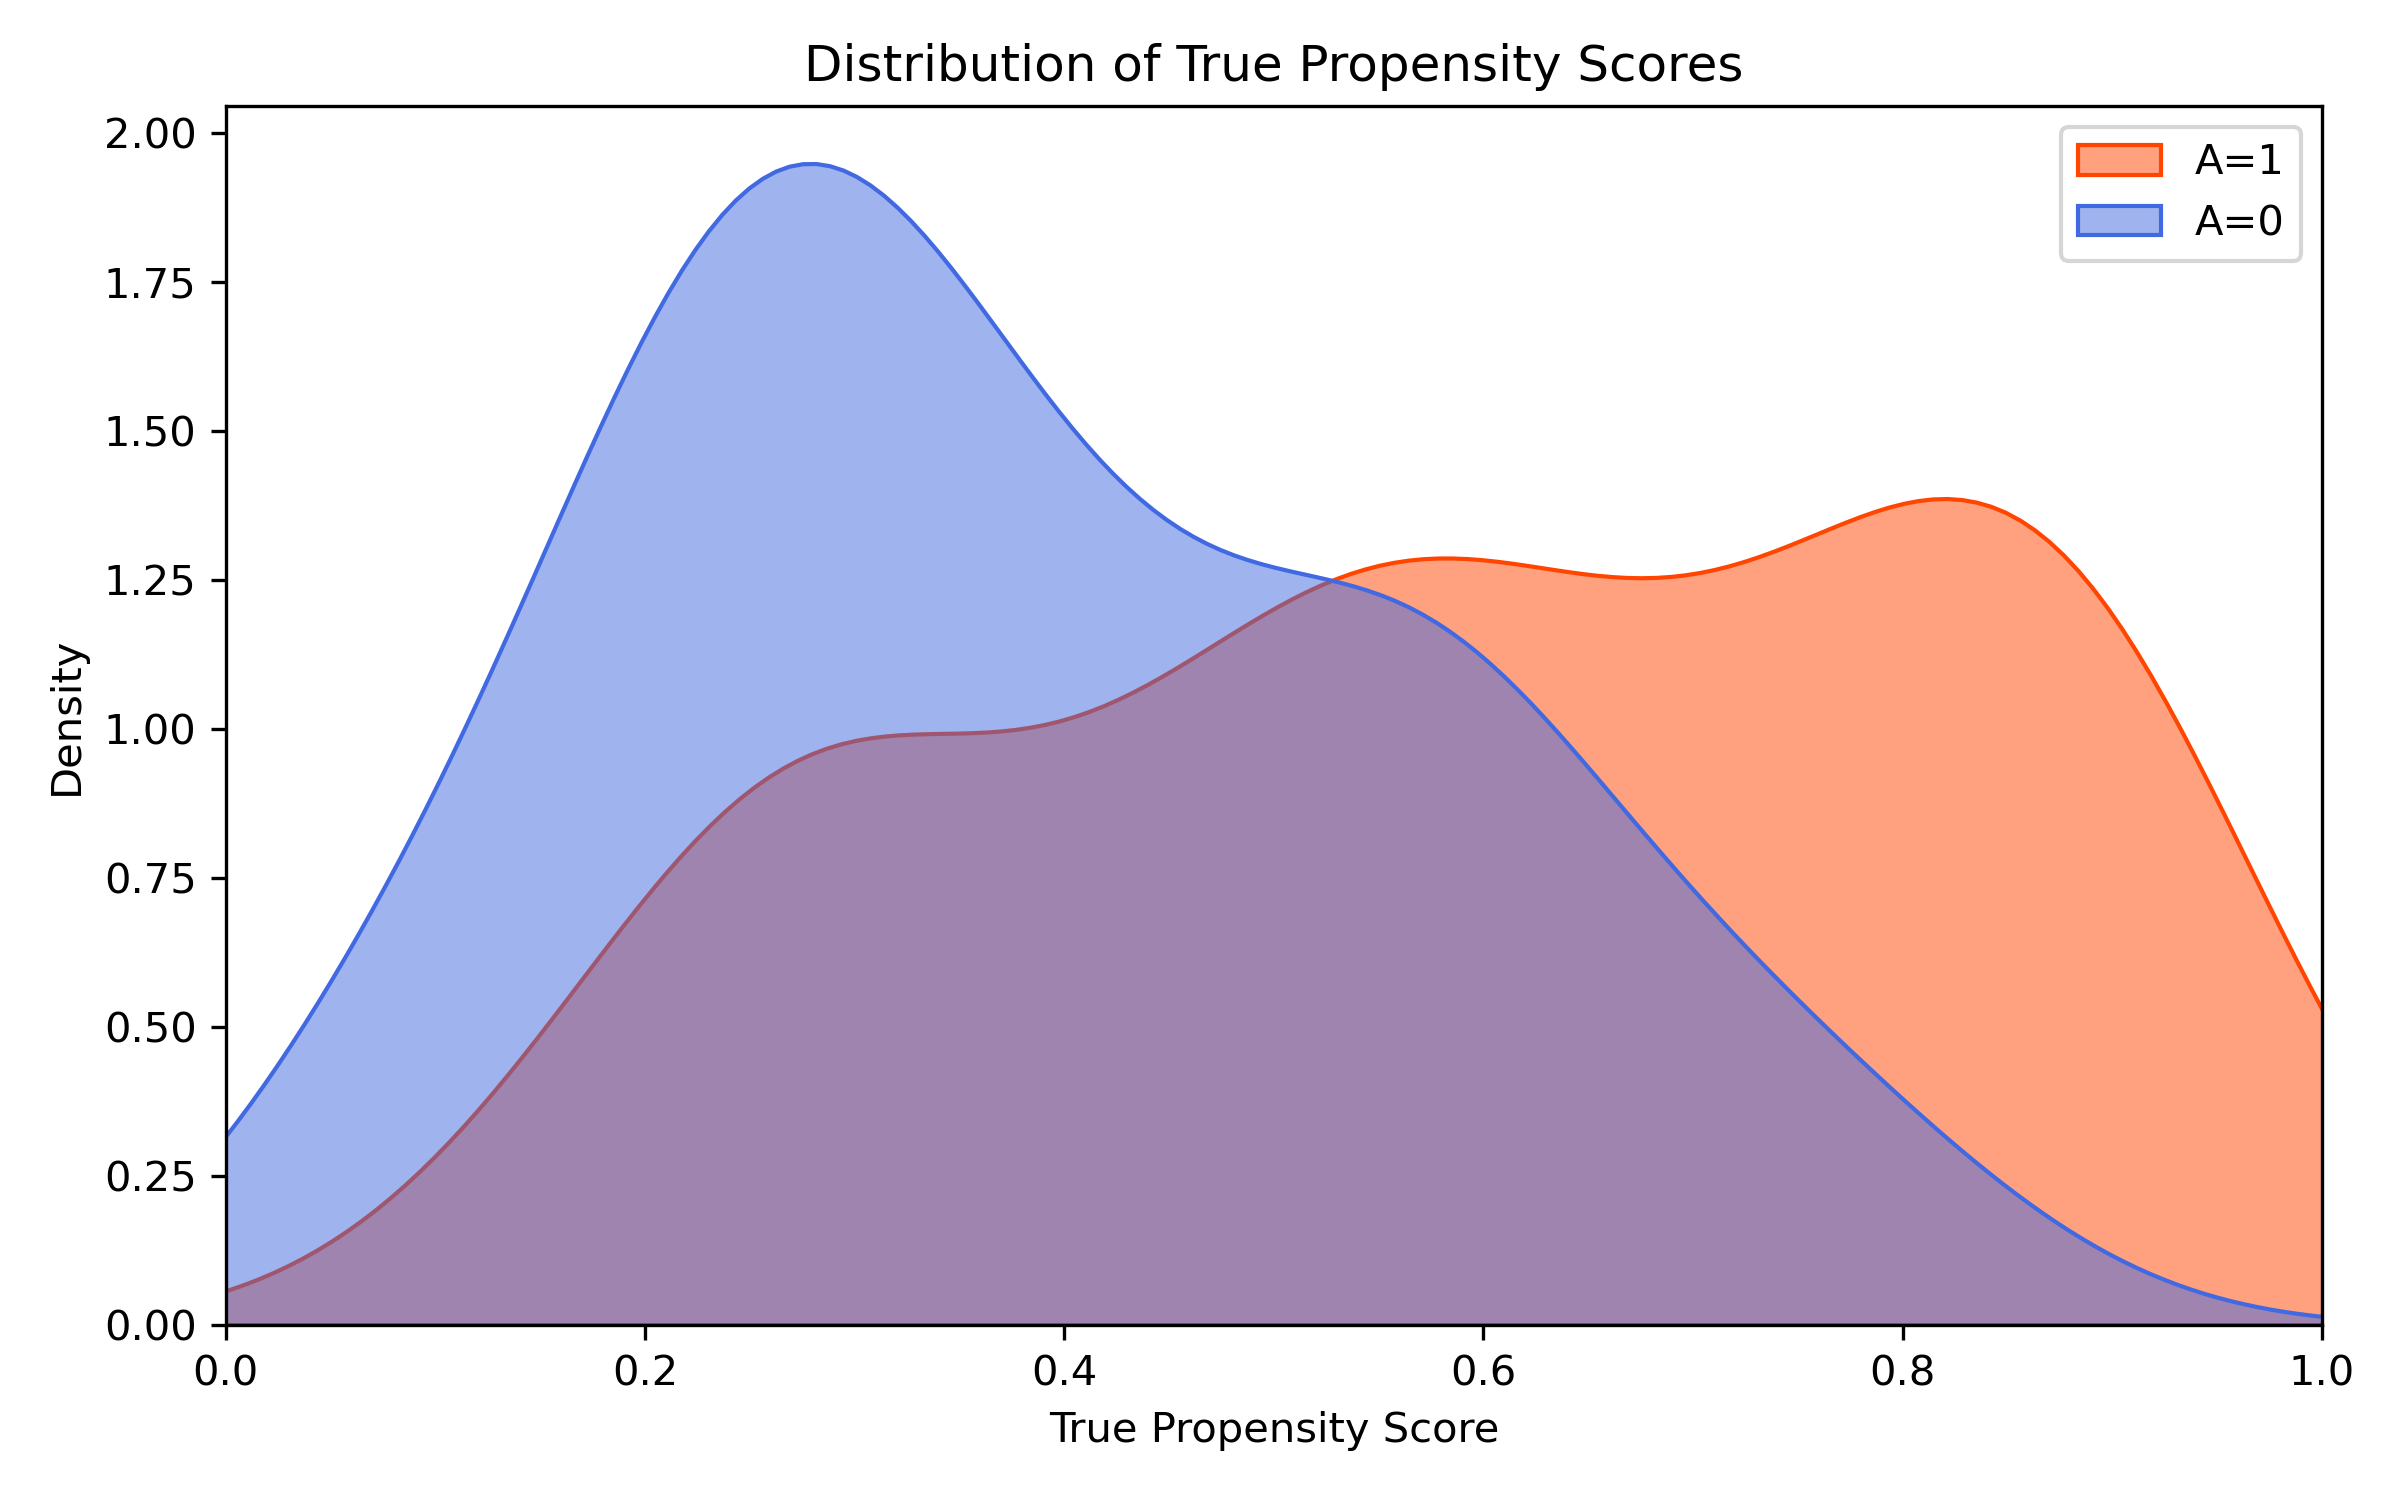 Distribution of True Propensity Scores
2.00
1.75
1.50
1.25
1.00
0.75
0.50
0.25
0.00
Density
A=1
A=0
0.0 0.2 0.4 0.6 0.8 1.0
True Propensity Score